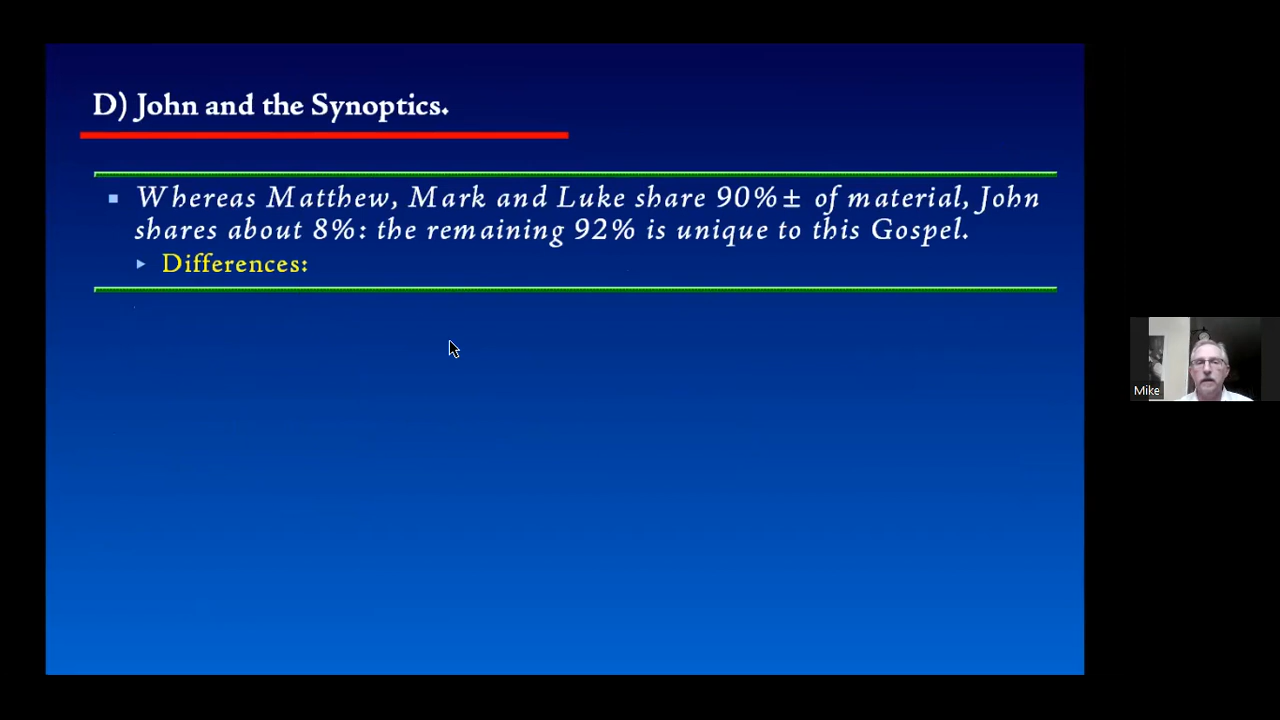 D) John and the Synoptics.
Whereas Matthew, Mark and Luke share 90%± of material, John
shares about 8%: the remaining 92% is unique to this Gospel.
Differences:
Mike